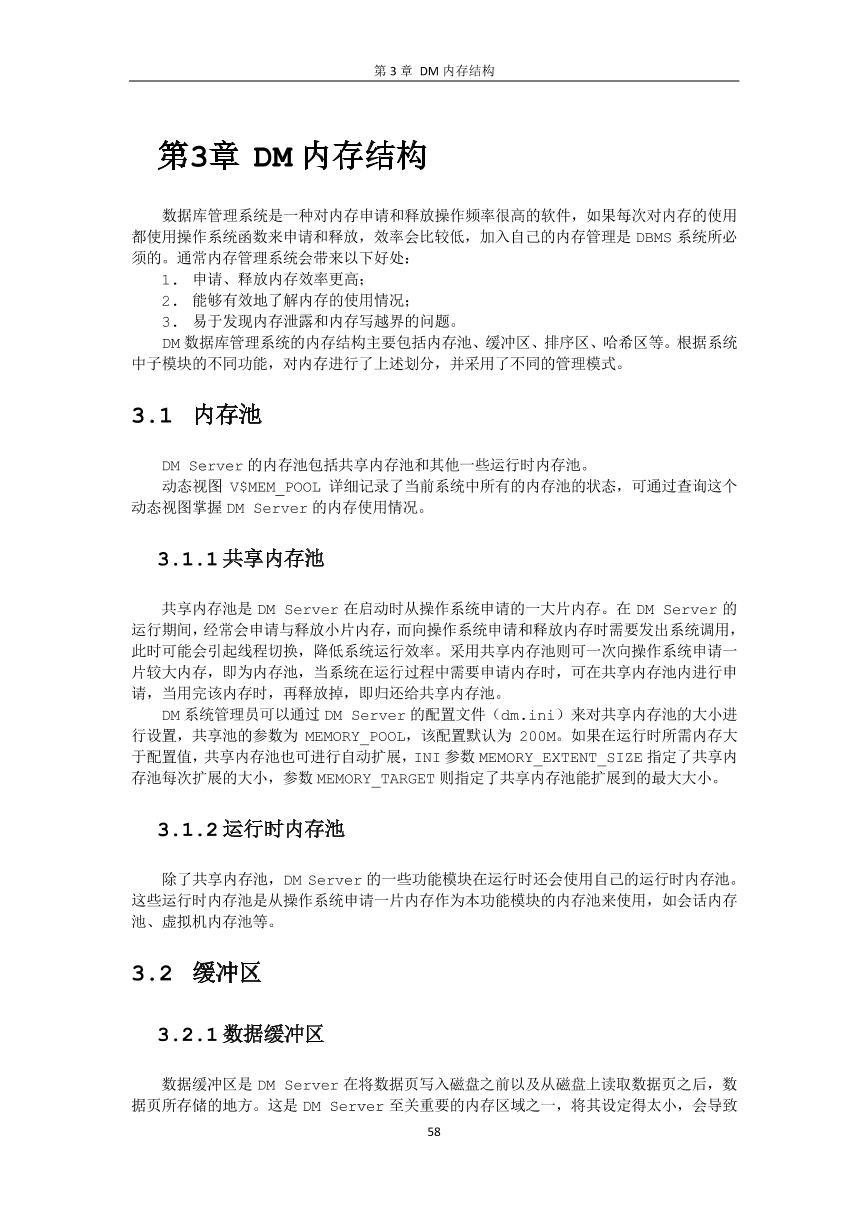 第 3 章 DM 内存结构
第3章 DM 内存结构
数据库管理系统是一种对内存申请和释放操作频率很高的软件，如果每次对内存的使用
都使用操作系统函数来申请和释放，效率会比较低，加入自己的内存管理是 DBMS 系统所必
须的。通常内存管理系统会带来以下好处：
1. 申请、释放内存效率更高；
2. 能够有效地了解内存的使用情况；
3. 易于发现内存泄露和内存写越界的问题。
DM 数据库管理系统的内存结构主要包括内存池、缓冲区、排序区、哈希区等。根据系统
中子模块的不同功能，对内存进行了上述划分，并采用了不同的管理模式。
3.1 内存池
DM Server 的内存池包括共享内存池和其他一些运行时内存池。
动态视图 V$MEM_POOL 详细记录了当前系统中所有的内存池的状态，可通过查询这个
动态视图掌握 DM Server 的内存使用情况。
3.1.1 共享内存池
共享内存池是 DM Server 在启动时从操作系统申请的一大片内存。在 DM Server 的
运行期间，经常会申请与释放小片内存，而向操作系统申请和释放内存时需要发出系统调用，
此时可能会引起线程切换，降低系统运行效率。采用共享内存池则可一次向操作系统申请一
片较大内存，即为内存池，当系统在运行过程中需要申请内存时，可在共享内存池内进行申
请，当用完该内存时，再释放掉，即归还给共享内存池。
DM 系统管理员可以通过 DM Server 的配置文件（dm.ini）来对共享内存池的大小进
行设置，共享池的参数为 MEMORY_POOL，该配置默认为 200M。如果在运行时所需内存大
于配置值，共享内存池也可进行自动扩展，INI 参数 MEMORY_EXTENT_SIZE 指定了共享内
存池每次扩展的大小，参数 MEMORY_TARGET 则指定了共享内存池能扩展到的最大大小。
3.1.2 运行时内存池
除了共享内存池，DM Server 的一些功能模块在运行时还会使用自己的运行时内存池。
这些运行时内存池是从操作系统申请一片内存作为本功能模块的内存池来使用，如会话内存
池、虚拟机内存池等。
3.2 缓冲区
3.2.1 数据缓冲区
数据缓冲区是 DM Server 在将数据页写入磁盘之前以及从磁盘上读取数据页之后，数
据页所存储的地方。这是 DM Server 至关重要的内存区域之一，将其设定得太小，会导致
58